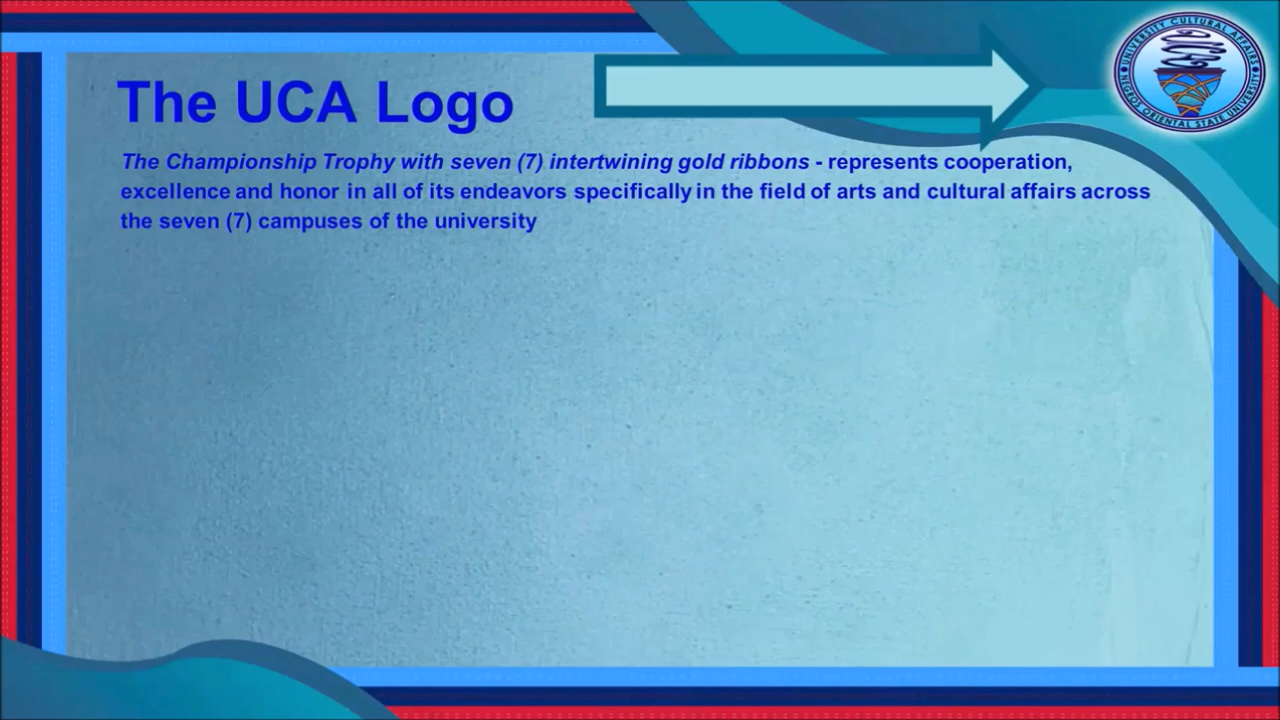 The UCA Logo
The Championship Trophy with seven (7) intertwining gold ribbons - represents cooperation,
excellence and honor in all of its endeavors specifically in the field of arts and cultural affairs across
the seven (7) campuses of the university
UNIVERSITY CULTURAL AFFAIRS
NEGROS ORIENTAL STATE UNIVERSITY